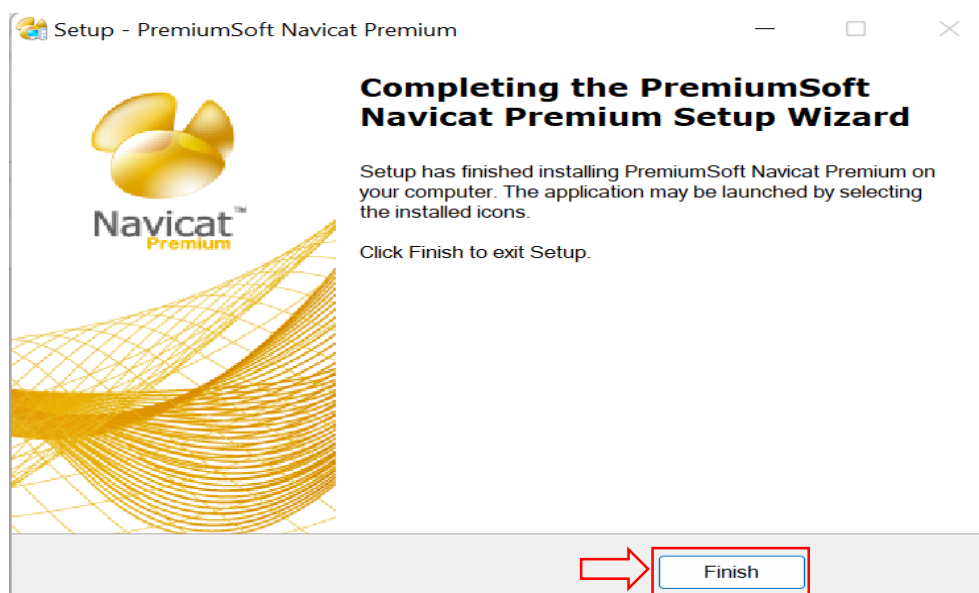 Setup - PremiumSoft Navicat Premium
Completing the PremiumSoft
Navicat Premium Setup Wizard
Setup has finished installing PremiumSoft Navicat Premium on
your computer. The application may be launched by selecting
the installed icons.
Click Finish to exit Setup.
Navicat™
Premium
Finish